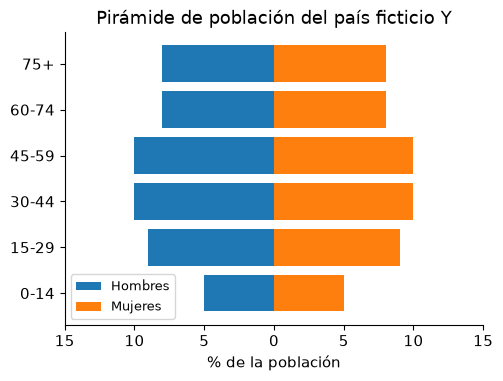 Pirámide de población del país ficticio Y
75+
60-74
45-59
30-44
15-29
0-14
Hombres
Mujeres
15 10 5 0 5 10 15
% de la población